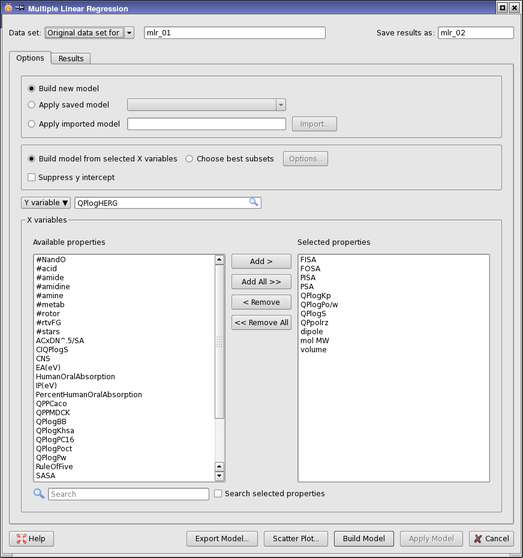 Multiple Linear Regression
Data set: Original data set for mlr_01 Save results as: mlr_02
Options Results
Build new model
Apply saved model
Apply imported model Import...
Build model from selected X variables Choose best subsets Options...
Suppress y intercept
Y variable QPlogHERG
X variables
Available properties
#NandO
#acid
#amide
#amidine
#amine
#metab
#rotor
#rtvFG
#stars
ACxDN^.5/SA
CIQPlogS
CNS
EA(eV)
HumanOralAbsorption
IP(eV)
PercentHumanOralAbsorption
QPPCaco
QPPMDCK
QPlogBB
QPlogKhsa
QPlogPC16
QPlogPoct
QPlogPw
RuleOfFive
SASA
Add >
Add All >>
< Remove
<< Remove All
Selected properties
FISA
FOSA
PISA
PSA
QPlogKp
QPlogPo/w
QPlogS
QPpolrz
dipole
mol MW
volume
Search Search selected properties
Help Export Model... Scatter Plot... Build Model Apply Model Cancel